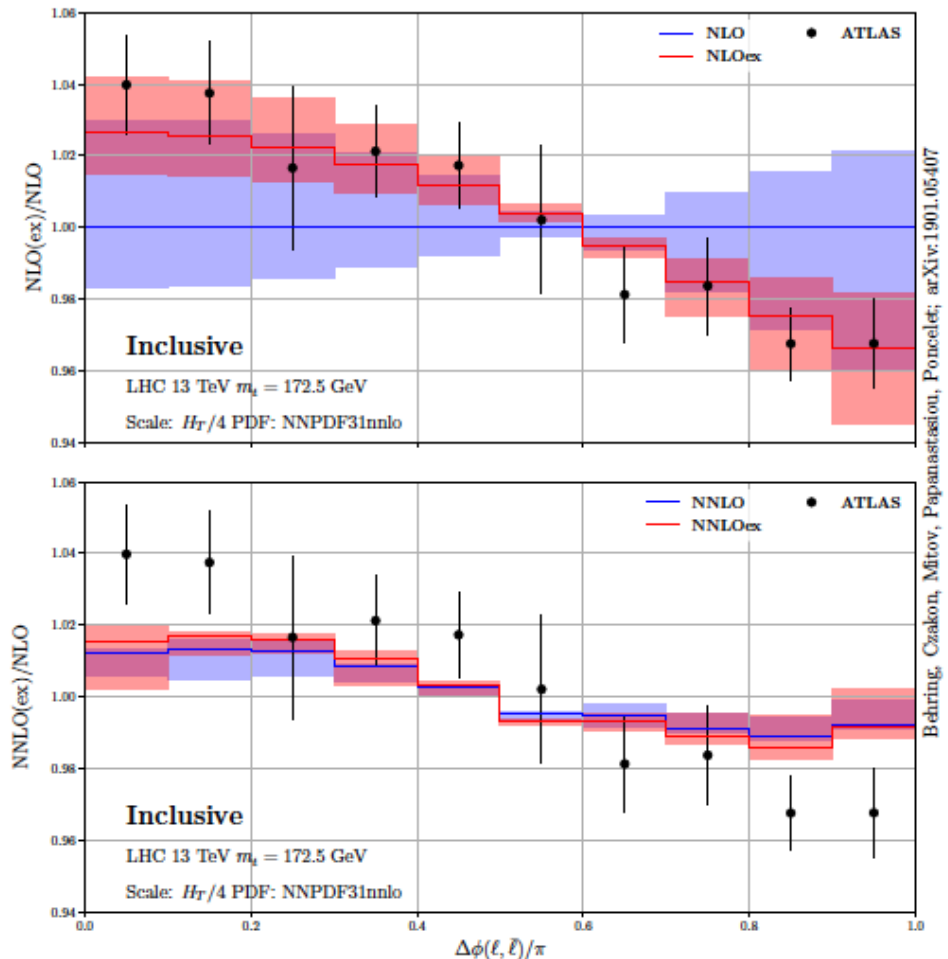 1.06
1.04
1.02
1.00
0.98
0.96
0.94
NLO(ex)/NLO
NLO
NLOex
ATLAS
Inclusive
LHC 13 TeV m_t = 172.5 GeV
Scale: H_T/4 PDF: NNPDF31nnlo
1.06
1.04
1.02
1.00
0.98
0.96
0.94
NNLO(ex)/NLO
NNLO
NNLOex
ATLAS
Inclusive
LHC 13 TeV m_t = 172.5 GeV
Scale: H_T/4 PDF: NNPDF31nnlo
0.0
0.2
0.4
0.6
0.8
1.0
Δϕ(ℓ, ℓ̄)/π
Behring, Czakon, Mitov, Papanastasiou, Poncelet; arXiv:1901.05407